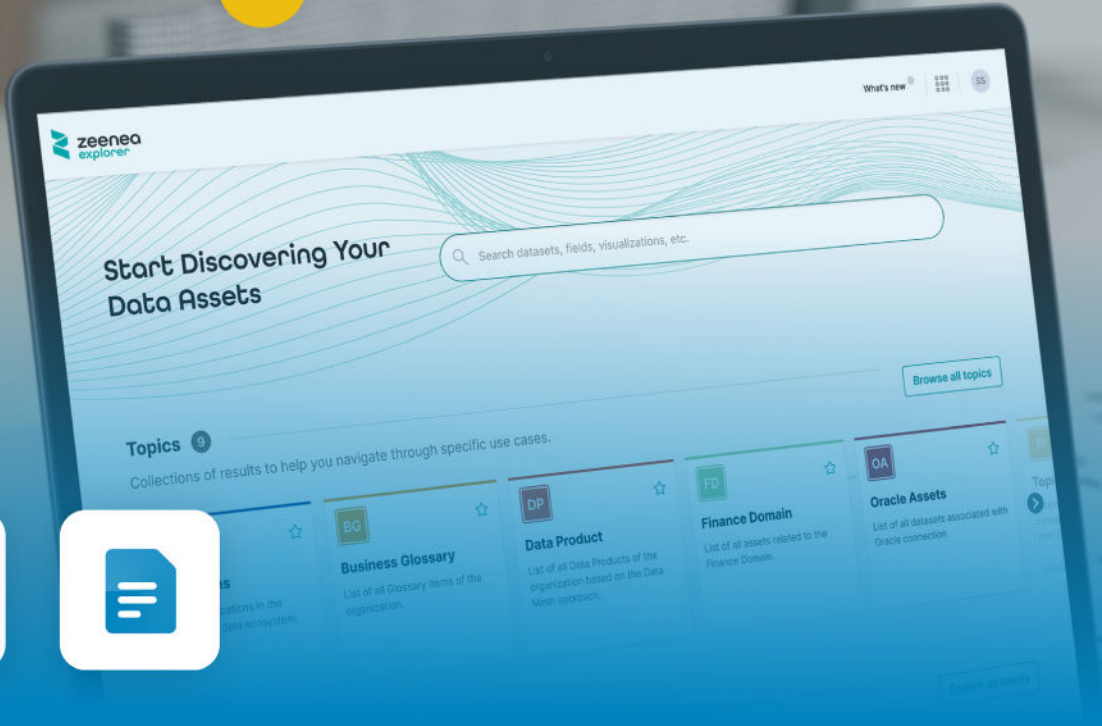 What's new
SS
zeenea
explorer
Start Discovering Your
Data Assets
Search datasets, fields, visualizations, etc.
Browse all topics
Topics 9
Collections of results to help you navigate through specific use cases.
BG
Business Glossary
List of all Glossary items of the
organization.
DP
Data Product
List of all Data Products of the
organization based on the Data
Mesh approach.
FD
Finance Domain
List of all assets related to the
Finance Domain.
OA
Oracle Assets
List of all datasets associated with
Oracle connection
in the
data ecosystem.